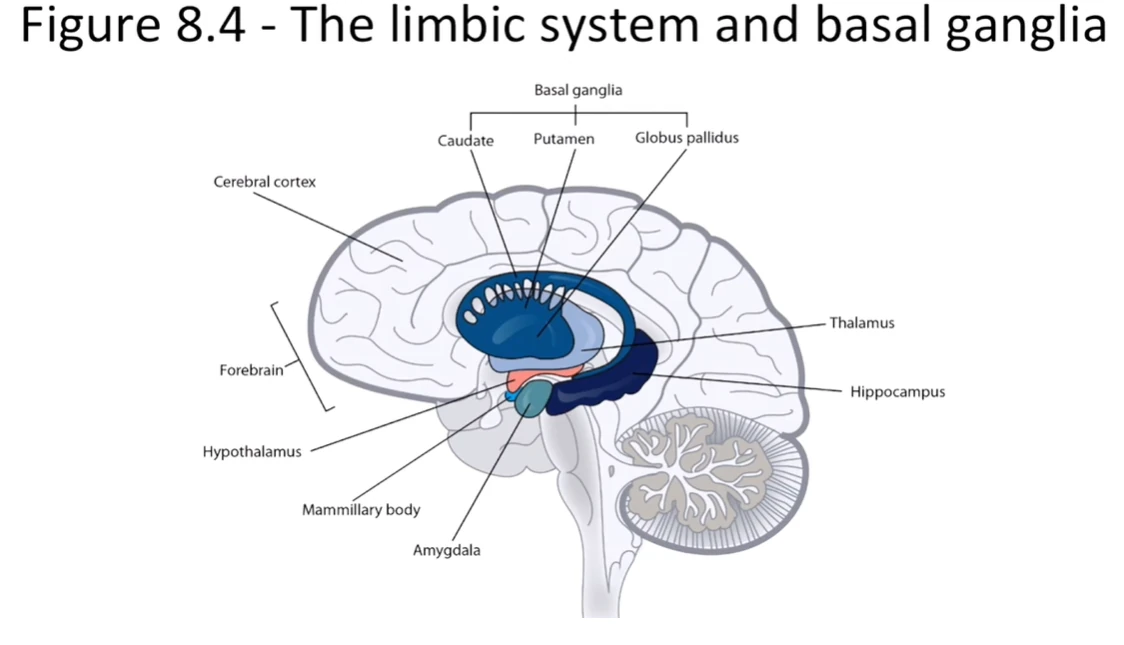 Figure 8.4 - The limbic system and basal ganglia
Basal ganglia
Caudate
Putamen
Globus pallidus
Cerebral cortex
Thalamus
Forebrain
Hippocampus
Hypothalamus
Mammillary body
Amygdala